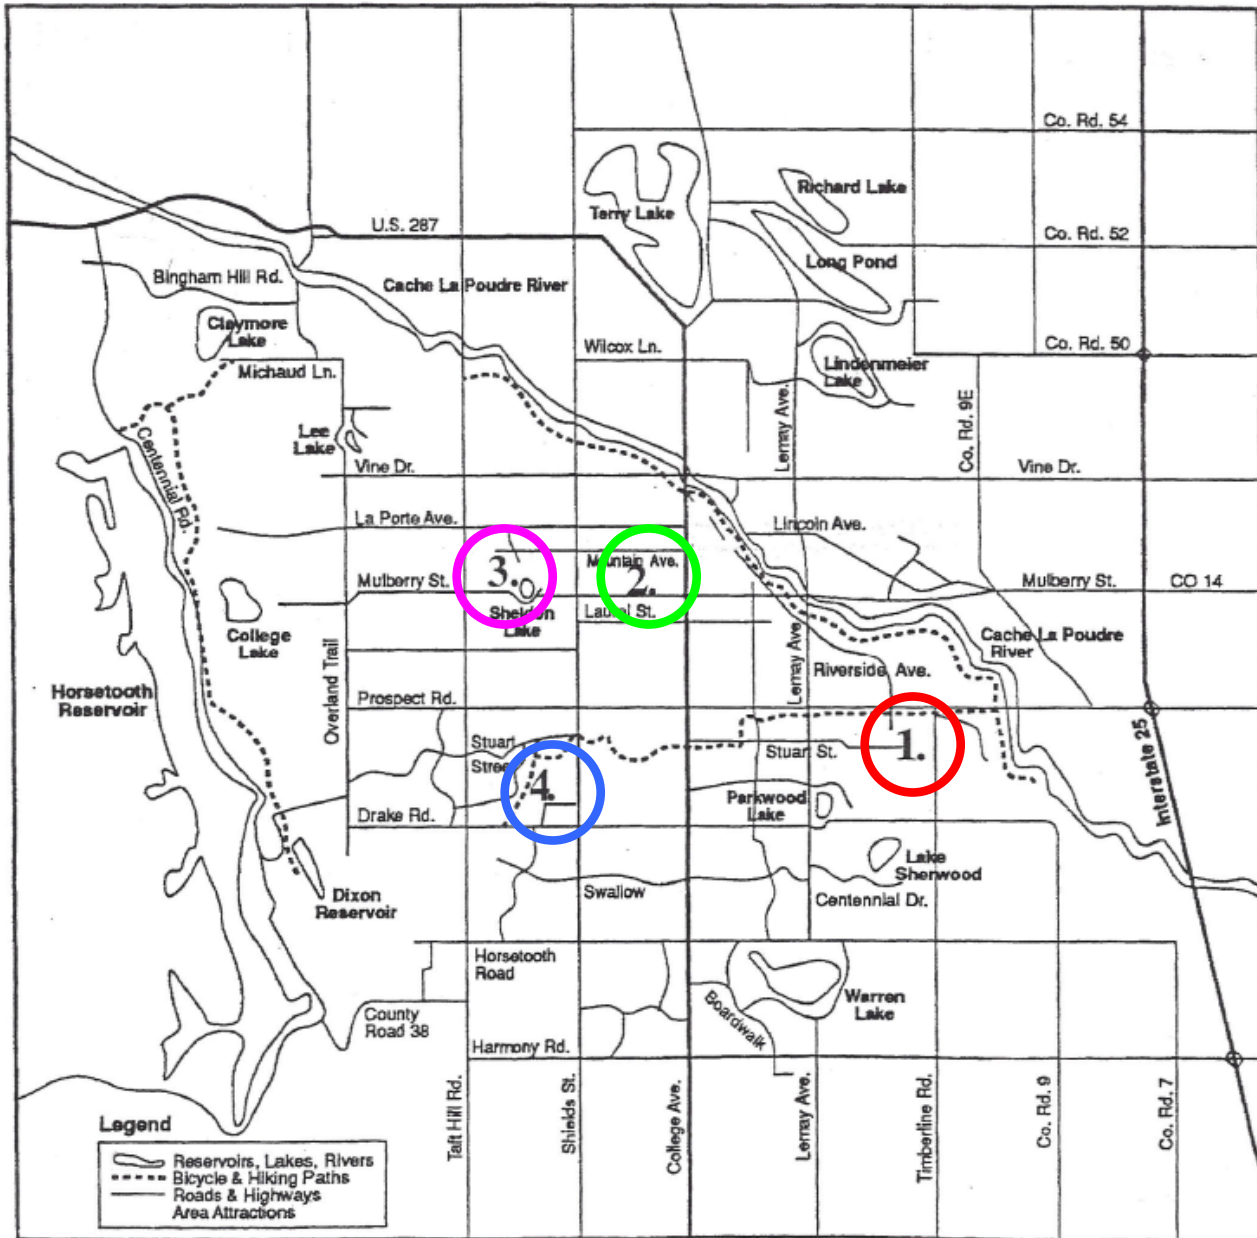 Co. Rd. 54
Richard Lake
Terry Lake
U.S. 287
Co. Rd. 52
Long Pond
Bingham Hill Rd.
Cache La Poudre River
Claymore
Lake
Wilcox Ln.
Co. Rd. 50
Lindenmeier
Lake
Michaud Ln.
Co. Rd. 9E
Lemay Ave.
Lee
Lake
Centennial Rd.
Vine Dr.
Vine Dr.
La Porte Ave.
Lincoln Ave.
Mountain Ave.
3.
2.
Mulberry St.
Mulberry St.
CO 14
Sheldon
Lake
Laurel St.
College
Lake
Cache La Poudre
River
Overland Trail
Lemay Ave.
Riverside Ave.
Horsetooth
Reservoir
Prospect Rd.
Stuart
Street
Stuart St.
1.
4.
Interstate 25
Parkwood
Lake
Drake Rd.
Lake
Sherwood
Swallow
Centennial Dr.
Dixon
Reservoir
Horsetooth
Road
Warren
Lake
Boardwalk
County
Road 38
Harmony Rd.
Taft Hill Rd.
Shields St.
College Ave.
Lemay Ave.
Timberline Rd.
Co. Rd. 9
Co. Rd. 7
Legend
Reservoirs, Lakes, Rivers
Bicycle & Hiking Paths
Roads & Highways
Area Attractions